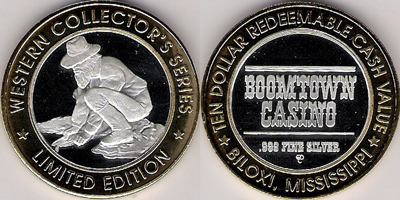 WESTERN COLLECTOR'S SERIES.
LIMITED EDITION
TEN DOLLAR REDEEMABLE CASH VALUE
BOOMTOWN
CASINO
.999 FINE SILVER
BILOXI, MISSISSIPPI